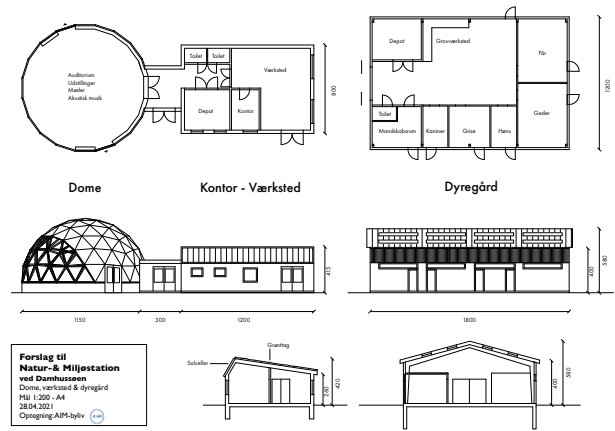 Auditorium
Udstillinger
Møder
Akustisk musik
Toilet
Toilet
Værksted
Depot
Kontor
800
Depot
Grovværksted
Får
Toilet
Mandskabsrum
Kaniner
Grise
Høns
Geder
1200
Dome
Kontor - Værksted
Dyregård
415
400
580
1150
300
1200
1800
Forslag til
Natur-& Miljøstation
ved Damhussøen
Dome, værksted & dyregård
Mål 1:200 - A4
28.04.2021
Optegning: AIM-byliv
Solceller
Grønttag
260
420
400
580